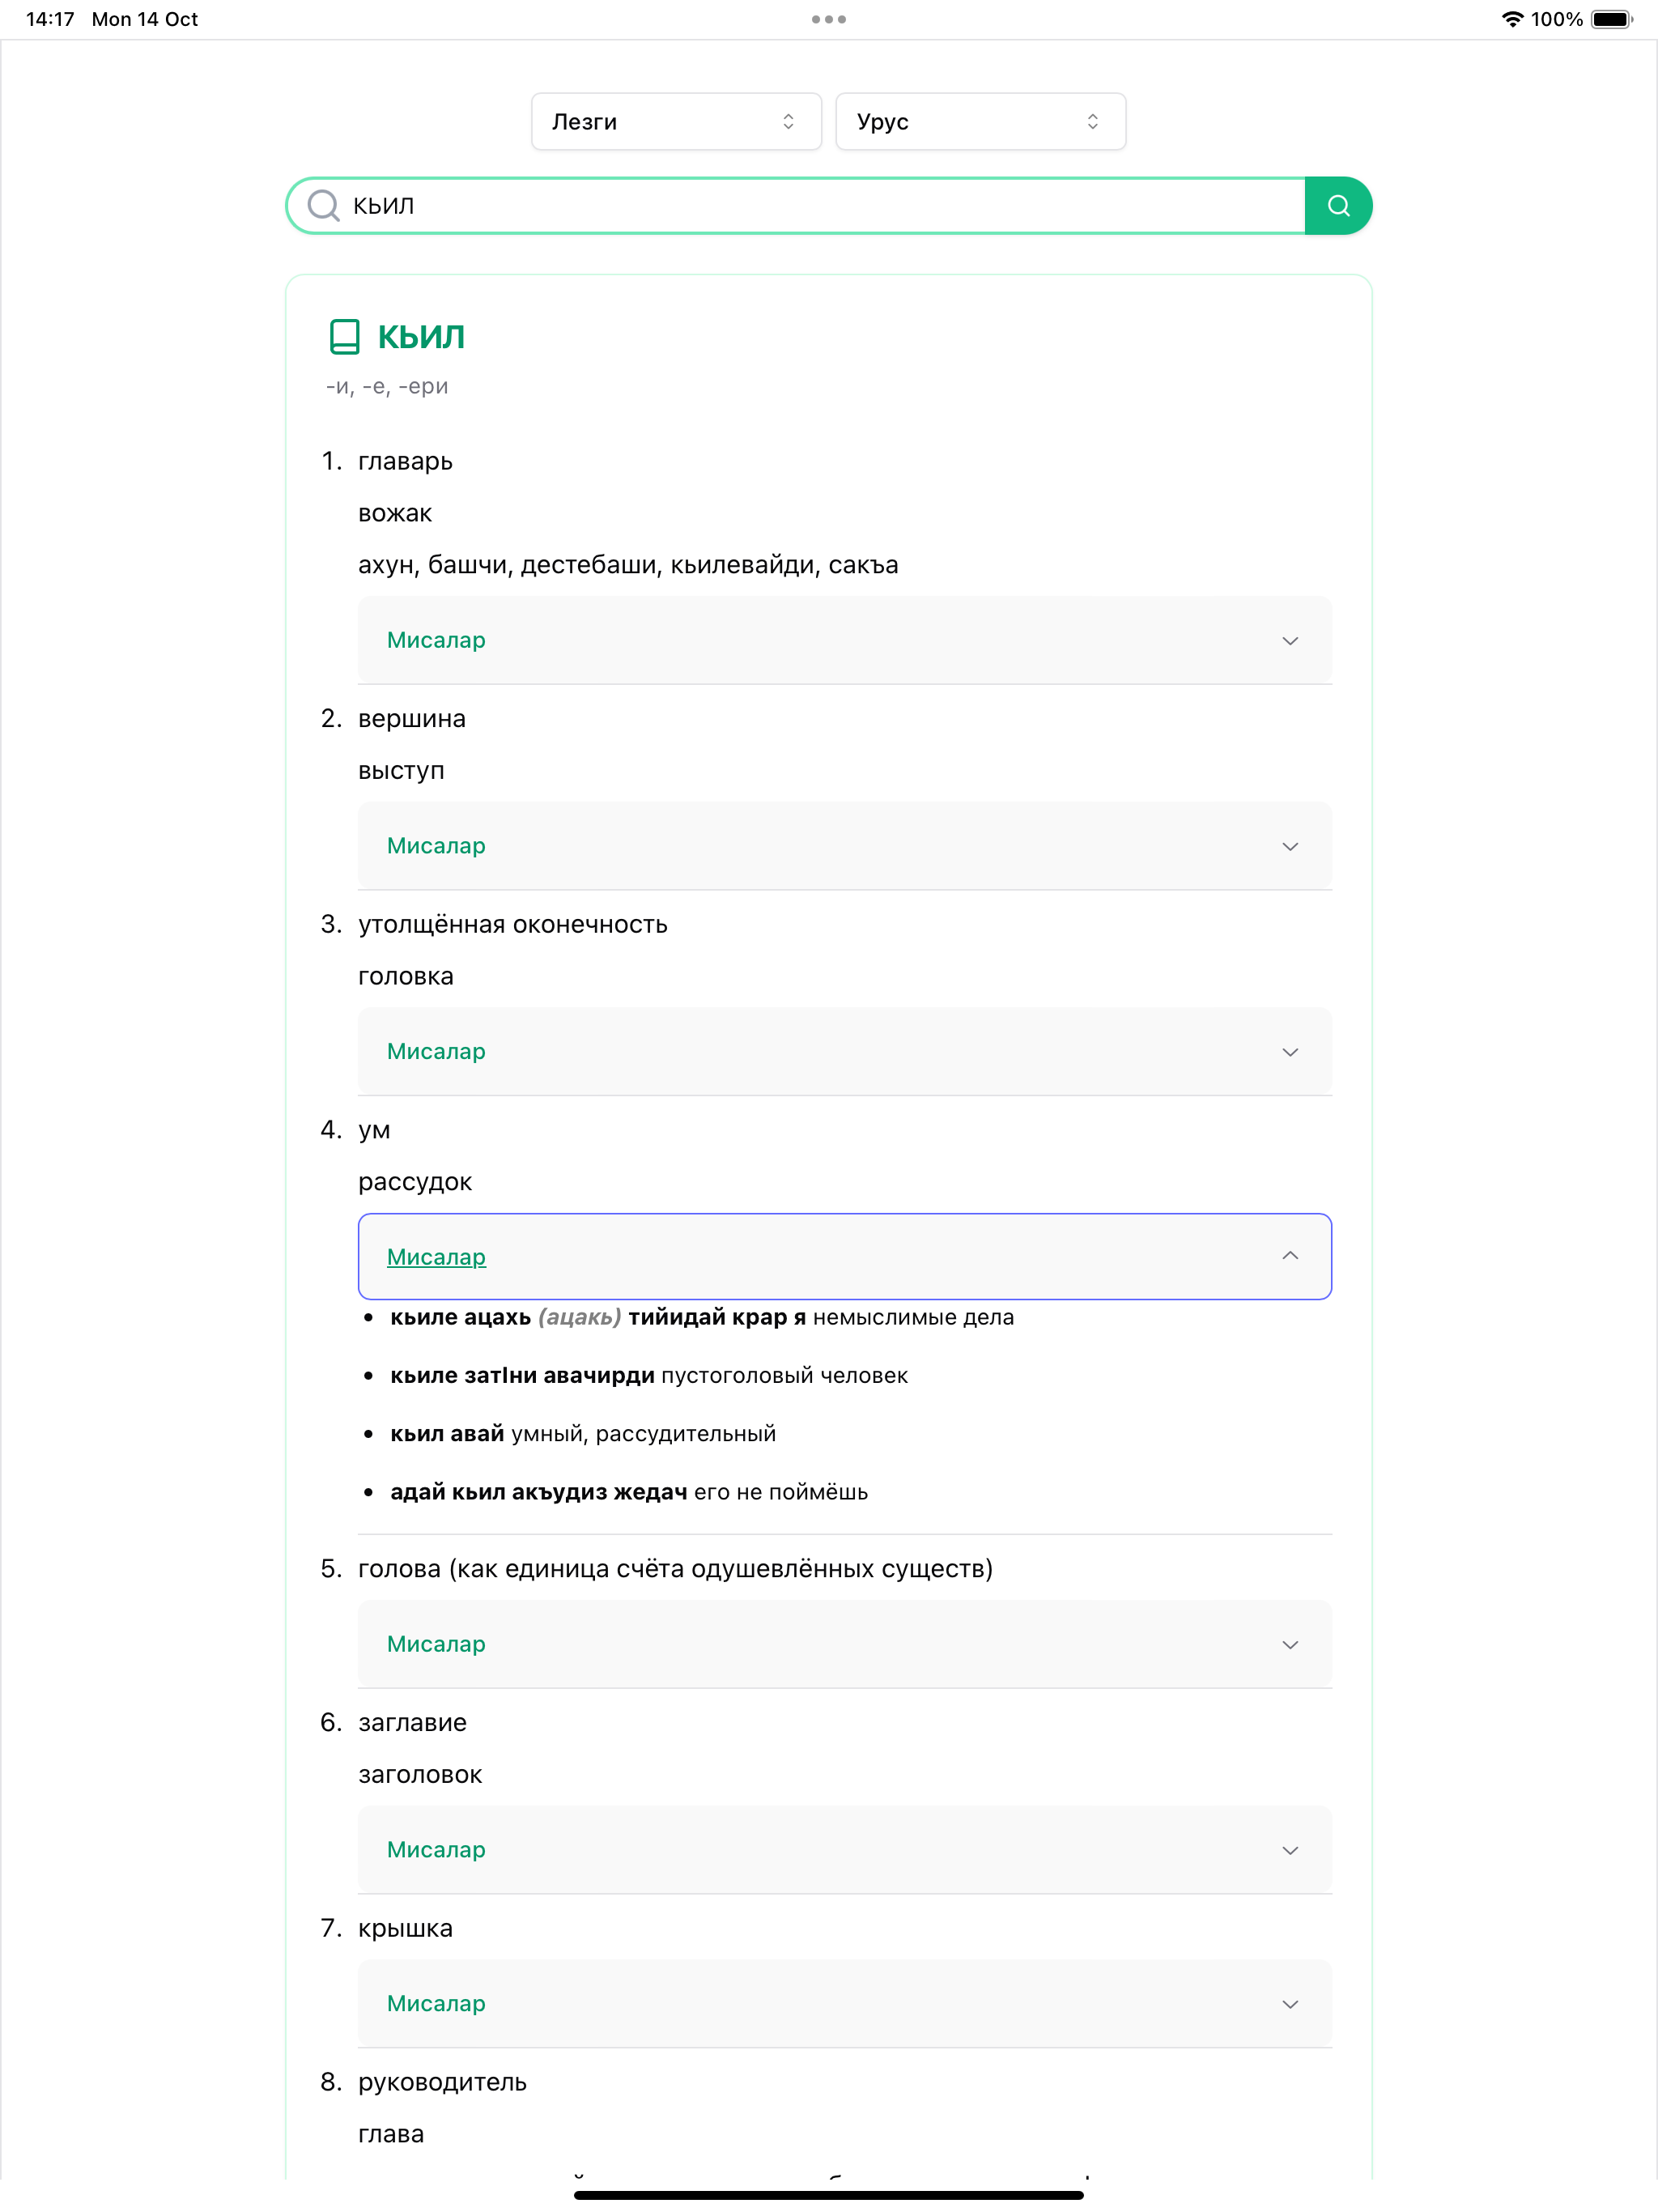 14:17 Mon 14 Oct 100%
Лезги Урус
КЬИЛ
КЬИЛ
-и, -е, -ери
1. главарь
вожак
ахун, башчи, дестебаши, кьилевайди, сакъа
Мисалар
2. вершина
выступ
Мисалар
3. утолщённая оконечность
головка
Мисалар
4. ум
рассудок
Мисалар
• кьиле ацахь (ацакь) тийидай крар я немыслимые дела
• кьиле затӏни авачирди пустоголовый человек
• кьил авай умный, рассудительный
• адай кьил акъудиз жедач его не поймёшь
5. голова (как единица счёта одушевлённых существ)
Мисалар
6. заглавие
заголовок
Мисалар
7. крышка
Мисалар
8. руководитель
глава